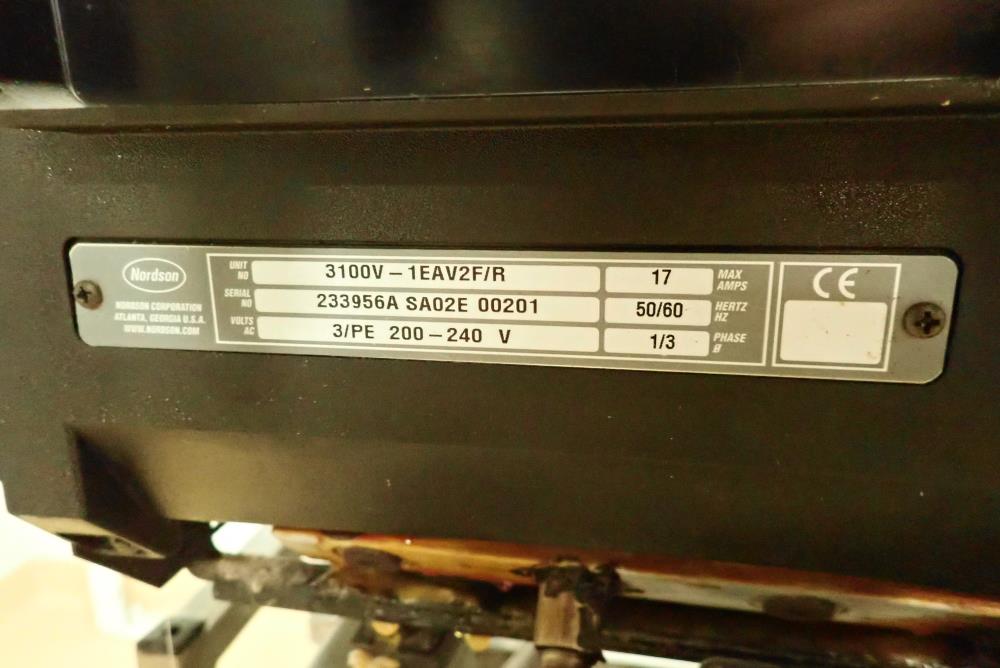 Nordson
NORDSON CORPORATION
ATLANTA, GEORGIA U.S.A.
WWW.NORDSON.COM
UNIT NO 3100V-1EAV2F/R 17 MAX AMPS
SERIAL NO 233956A SA02E 00201 50/60 HERTZ HZ
VOLTS AC 3/PE 200-240 V 1/3 PHASE Ø
CE